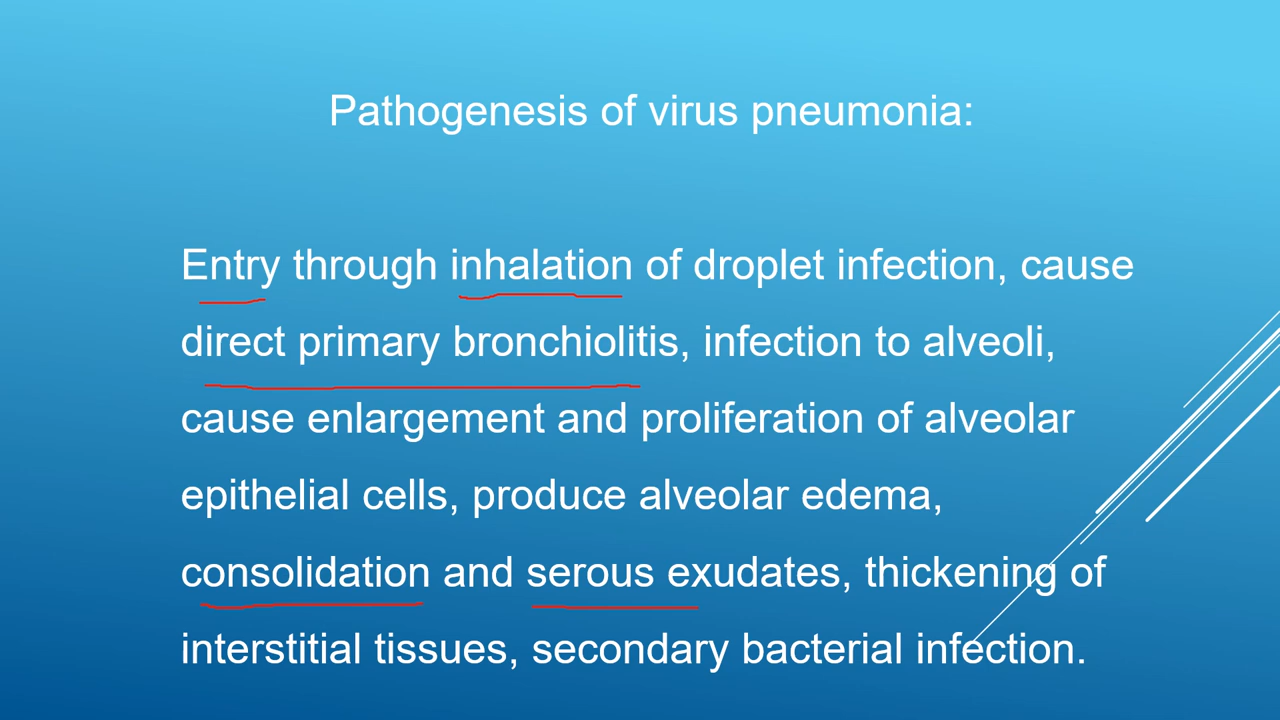 Pathogenesis of virus pneumonia:
Entry through inhalation of droplet infection, cause
direct primary bronchiolitis, infection to alveoli,
cause enlargement and proliferation of alveolar
epithelial cells, produce alveolar edema,
consolidation and serous exudates, thickening of
interstitial tissues, secondary bacterial infection.